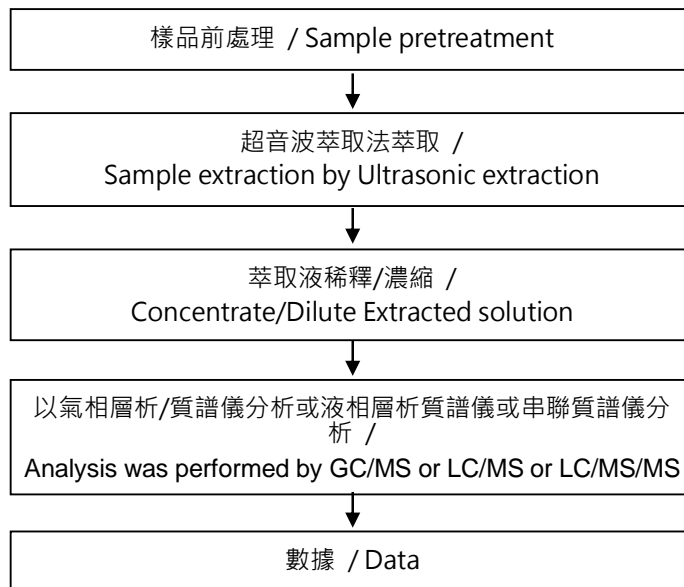 樣品前處理 / Sample pretreatment
超音波萃取法萃取 /
Sample extraction by Ultrasonic extraction
萃取液稀釋/濃縮 /
Concentrate/Dilute Extracted solution
以氣相層析/質譜儀分析或液相層析質譜儀或串聯質譜儀分
析 /
Analysis was performed by GC/MS or LC/MS or LC/MS/MS
數據 / Data